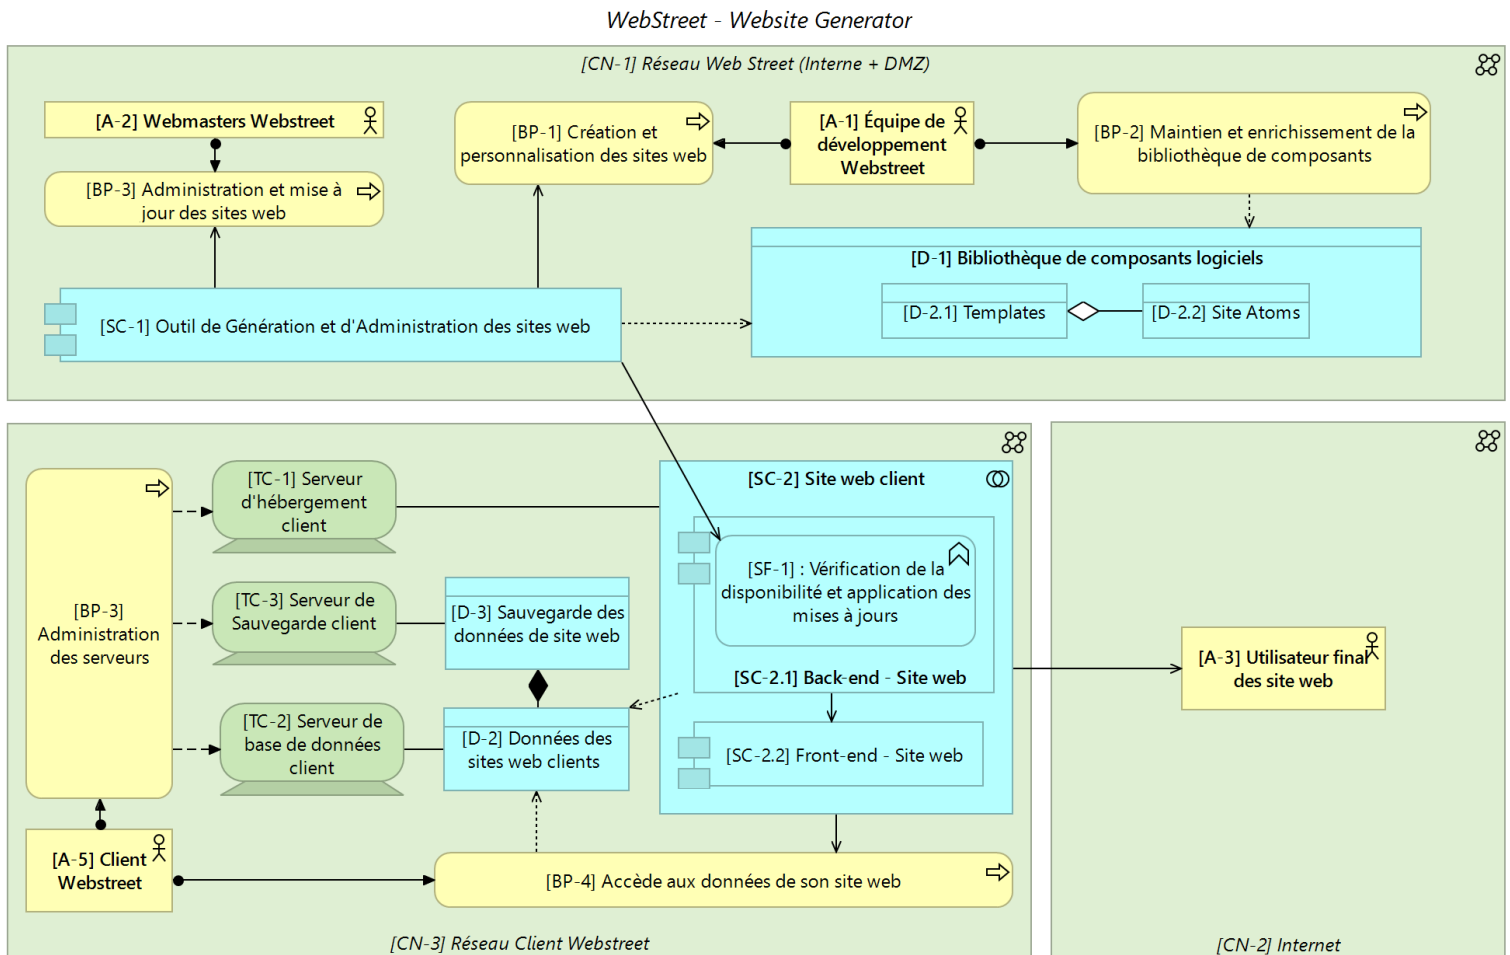 WebStreet - Website Generator
[CN-1] Réseau Web Street (Interne + DMZ)
[A-2] Webmasters Webstreet
[BP-3] Administration et mise à
jour des sites web
[BP-1] Création et
personnalisation des sites web
[A-1] Équipe de
développement
Webstreet
[BP-2] Maintien et enrichissement de la
bibliothèque de composants
[SC-1] Outil de Génération et d'Administration des sites web
[D-1] Bibliothèque de composants logiciels
[D-2.1] Templates
[D-2.2] Site Atoms
[BP-3]
Administration
des serveurs
[TC-1] Serveur
d'hébergement
client
[TC-3] Serveur de
Sauvegarde client
[TC-2] Serveur de
base de données
client
[D-3] Sauvegarde des
données de site web
[D-2] Données des
sites web clients
[SC-2] Site web client
[SF-1] : Vérification de la
disponibilité et application des
mises à jours
[SC-2.1] Back-end - Site web
[SC-2.2] Front-end - Site web
[A-5] Client
Webstreet
[BP-4] Accède aux données de son site web
[CN-3] Réseau Client Webstreet
[A-3] Utilisateur final
des site web
[CN-2] Internet